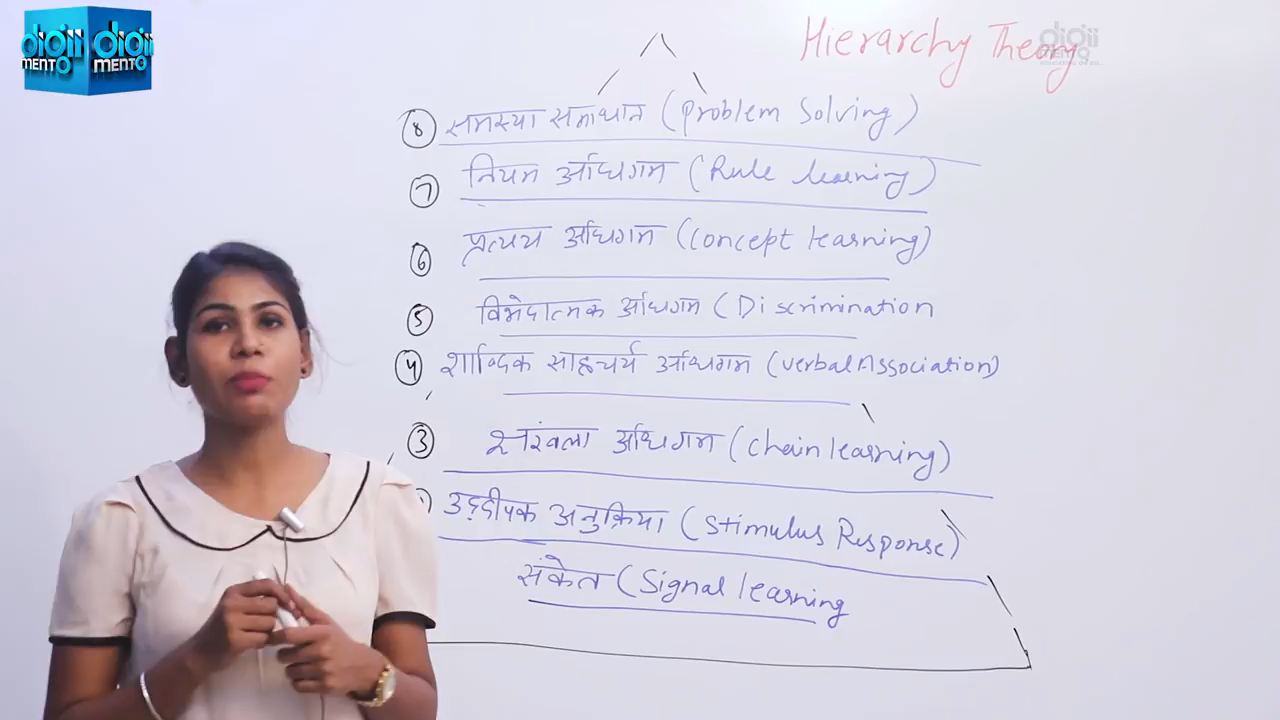 digii digii
MENTO MENTO
Hierarchy Theory
digii
MENTO
8 समस्या समाधान (Problem Solving)
7 नियम अधिगम (Rule learning)
6 प्रत्यय अधिगम (Concept learning)
5 विभेदात्मक अधिगम (Discrimination
4 शाब्दिक साहचर्य अधिगम (Verbal Association)
3 श्रृंखला अधिगम (Chain learning)
उद्दीपक अनुक्रिया (Stimulus Response)
संकेत (Signal learning